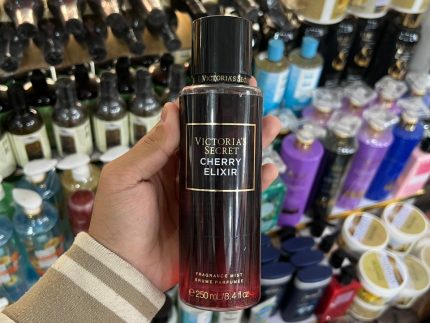 VICTORIA'S SECRET
VICTORIA'S
SECRET
CHERRY
ELIXIR
FRAGRANCE MIST
BRUME PARFUMÉE
e 250 mL/8.4 fl oz